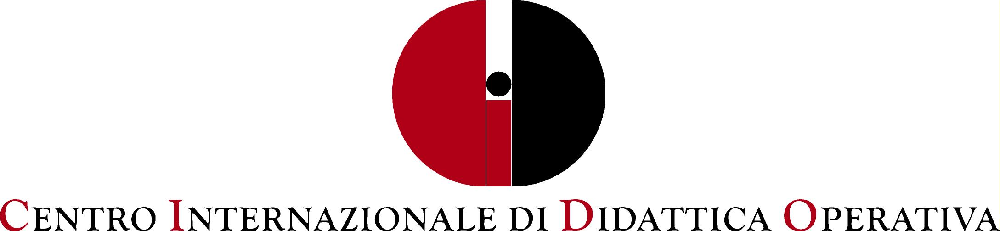 CENTRO INTERNAZIONALE DI DIDATTICA OPERATIVA